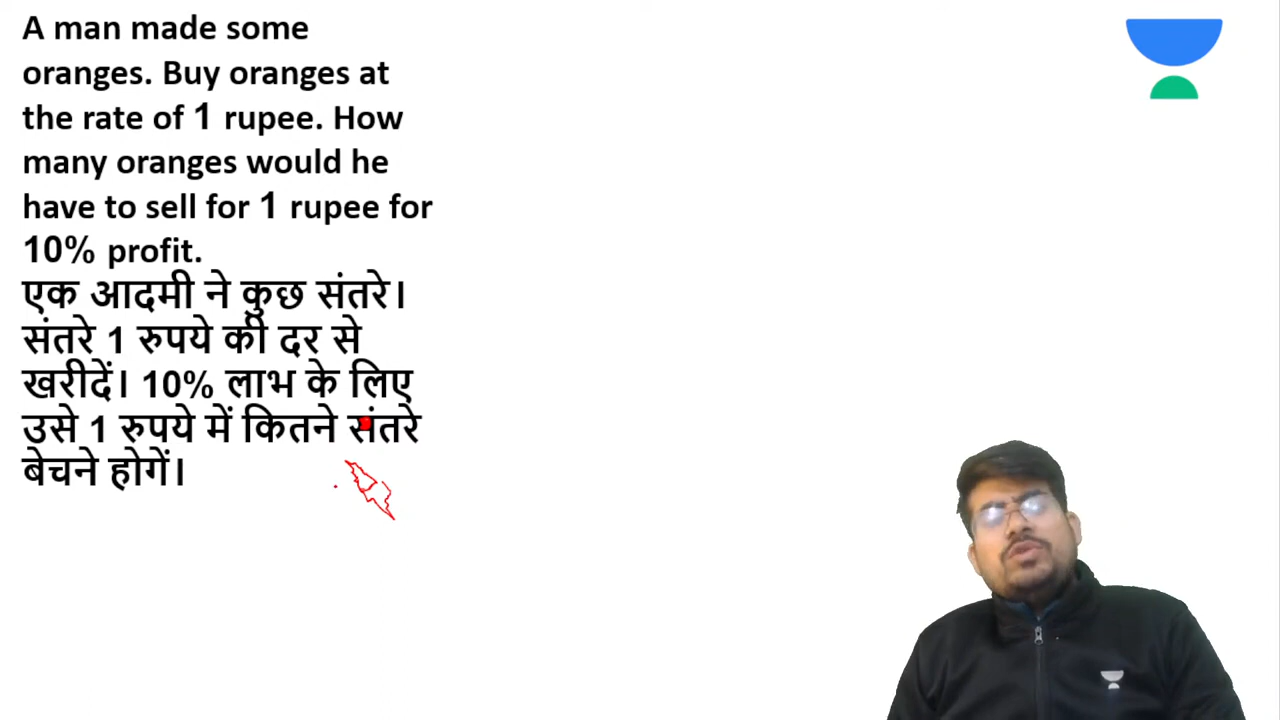 A man made some
oranges. Buy oranges at
the rate of 1 rupee. How
many oranges would he
have to sell for 1 rupee for
10% profit.
एक आदमी ने कुछ संतरे।
संतरे 1 रुपये की दर से
खरीदें। 10% लाभ के लिए
उसे 1 रुपये में कितने संतरे
बेचने होगें।